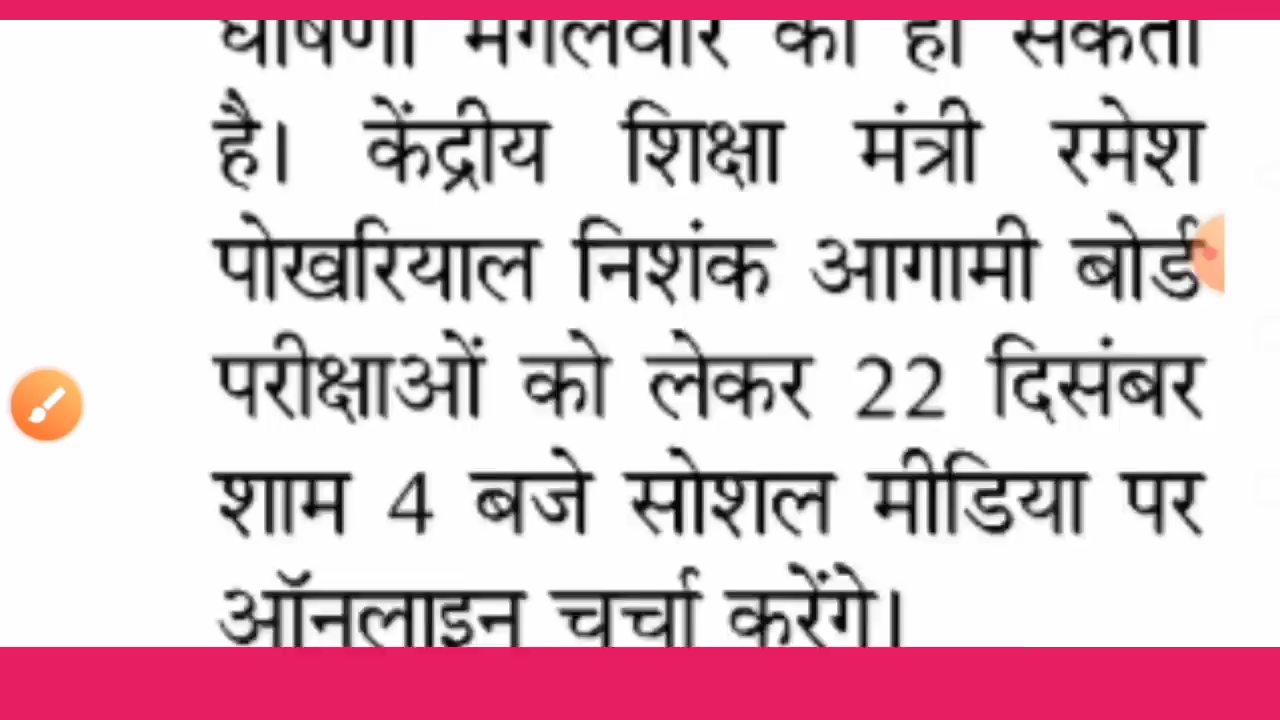 घोषणा मंगलवार को हो सकती
है। केंद्रीय शिक्षा मंत्री रमेश
पोखरियाल निशंक आगामी बोर्ड
परीक्षाओं को लेकर 22 दिसंबर
शाम 4 बजे सोशल मीडिया पर
ऑनलाइन चर्चा करेंगे।